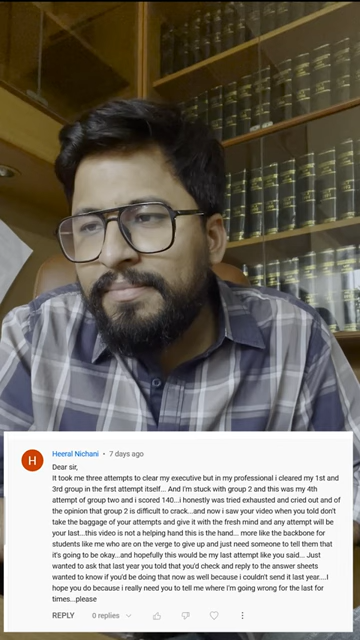 H
Heeral Nichani • 7 days ago
Dear sir,
It took me three attempts to clear my executive but in my professional i cleared my 1st and
3rd group in the first attempt itself... And I'm stuck with group 2 and this was my 4th
attempt of group two and i scored 140...i honestly was tried exhausted and cried out and of
the opinion that group 2 is difficult to crack...and now i saw your video when you told don't
take the baggage of your attempts and give it with the fresh mind and any attempt will be
your last...this video is not a helping hand this is the hand... more like the backbone for
students like me who are on the verge to give up and just need someone to tell them that
it's going to be okay...and hopefully this would be my last attempt like you said... Just
wanted to ask that last year you told that you'd check and reply to the answer sheets
wanted to know if you'd be doing that now as well because i couldn't send it last year....I
hope you do because i really need you to tell me where I'm going wrong for the last for
times...please
REPLY 0 replies